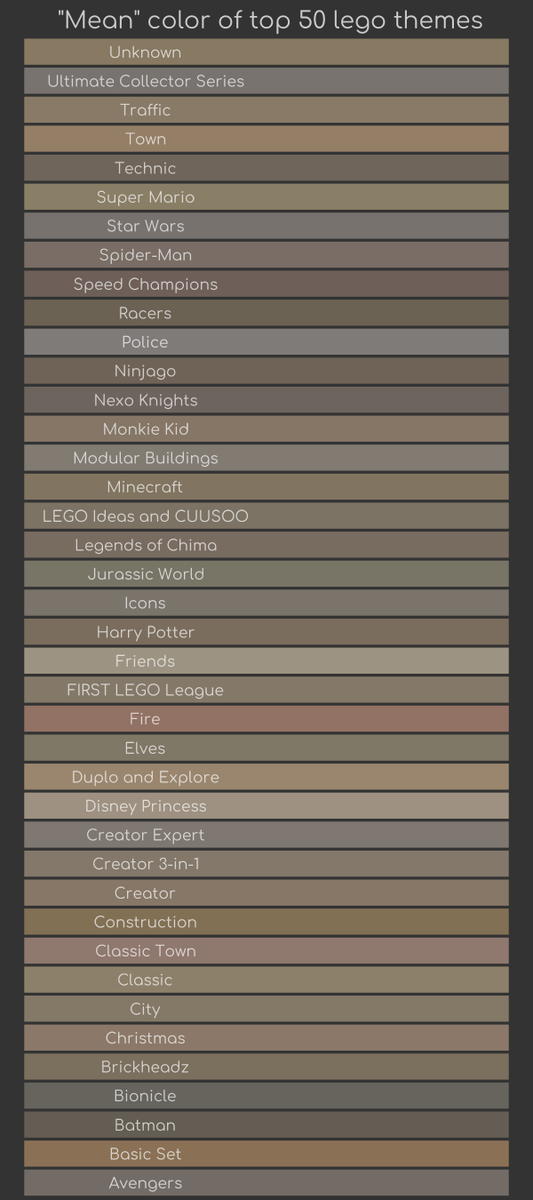 "Mean" color of top 50 lego themes
Unknown
Ultimate Collector Series
Traffic
Town
Technic
Super Mario
Star Wars
Spider-Man
Speed Champions
Racers
Police
Ninjago
Nexo Knights
Monkie Kid
Modular Buildings
Minecraft
LEGO Ideas and CUUSOO
Legends of Chima
Jurassic World
Icons
Harry Potter
Friends
FIRST LEGO League
Fire
Elves
Duplo and Explore
Disney Princess
Creator Expert
Creator 3-in-1
Creator
Construction
Classic Town
Classic
City
Christmas
Brickheadz
Bionicle
Batman
Basic Set
Avengers